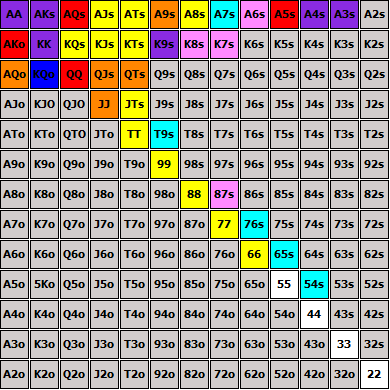 AA AKs AQs AJs ATs A9s A8s A7s A6s A5s A4s A3s A2s
AKo KK KQs KJs KTs K9s K8s K7s K6s K5s K4s K3s K2s
AQo KQo QQ QJs QTs Q9s Q8s Q7s Q6s Q5s Q4s Q3s Q2s
AJo KJO QJO JJ JTs J9s J8s J7s J6s J5s J4s J3s J2s
ATo KTo QTO JTo TT T9s T8s T7s T6s T5s T4s T3s T2s
A9o K9o Q9o J9o T9o 99 98s 97s 96s 95s 94s 93s 92s
A8o K8o Q8o J8o T8o 98o 88 87s 86s 85s 84s 83s 82s
A7o K7o Q7o J7o T7o 97o 87o 77 76s 75s 74s 73s 72s
A6o K6o Q6o J6o T6o 96o 86o 76o 66 65s 64s 63s 62s
A5o 5Ko Q5o J5o T5o 95o 85o 75o 65o 55 54s 53s 52s
A4o K4o Q4o J4o T4o 94o 84o 74o 64o 54o 44 43s 42s
A3o K3o Q3o J3o T3o 93o 83o 73o 63o 53o 43o 33 32s
A2o K2o Q2o J2o T2o 92o 82o 72o 62o 52o 42o 32o 22